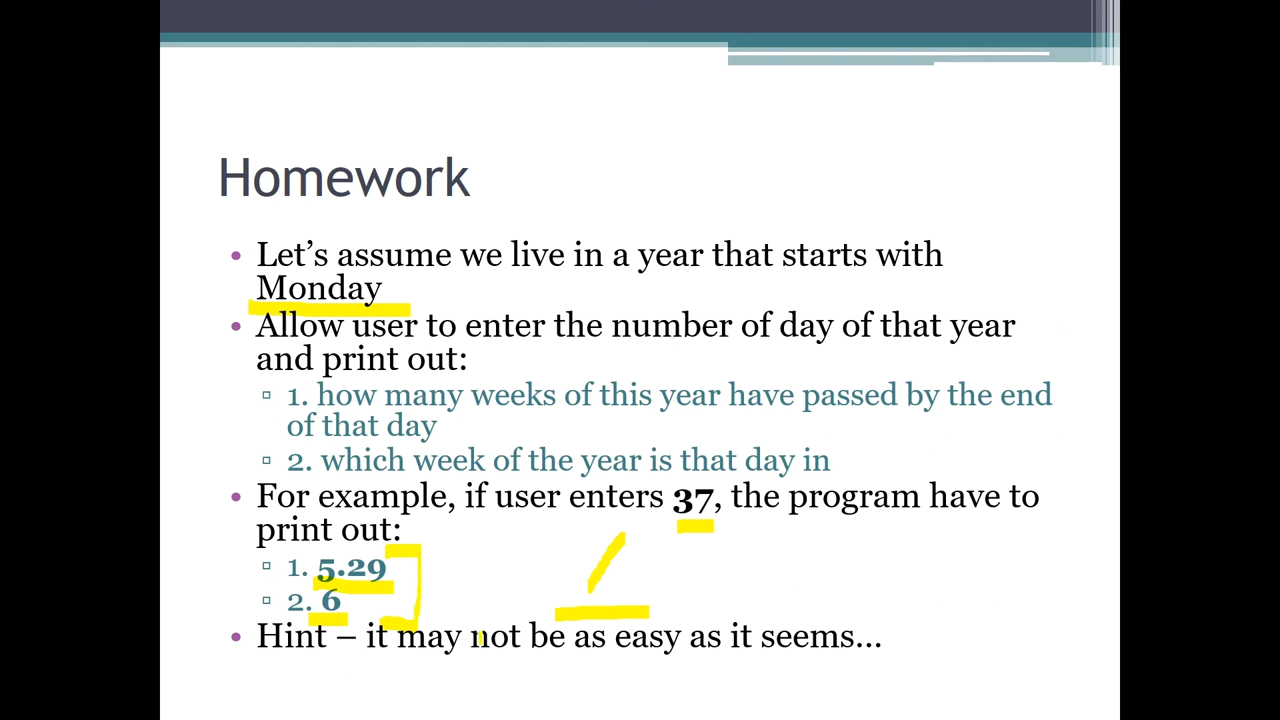 Homework
• Let’s assume we live in a year that starts with
Monday
• Allow user to enter the number of day of that year
and print out:
▫ 1. how many weeks of this year have passed by the end
of that day
▫ 2. which week of the year is that day in
• For example, if user enters 37, the program have to
print out:
▫ 1. 5.29
▫ 2. 6
• Hint – it may not be as easy as it seems…